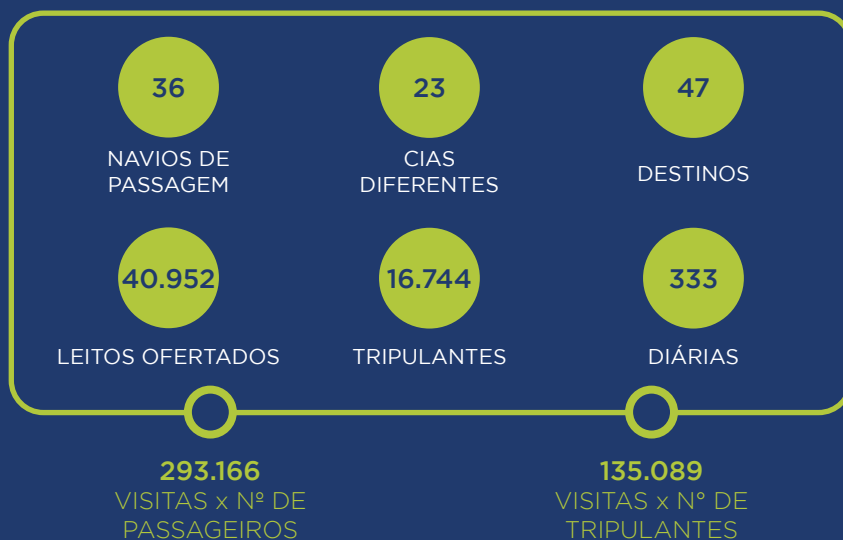 36
NAVIOS DE
PASSAGEM
23
CIAS
DIFERENTES
47
DESTINOS
40.952
LEITOS OFERTADOS
16.744
TRIPULANTES
333
DIÁRIAS
293.166
VISITAS x Nº DE
PASSAGEIROS
135.089
VISITAS x N° DE
TRIPULANTES